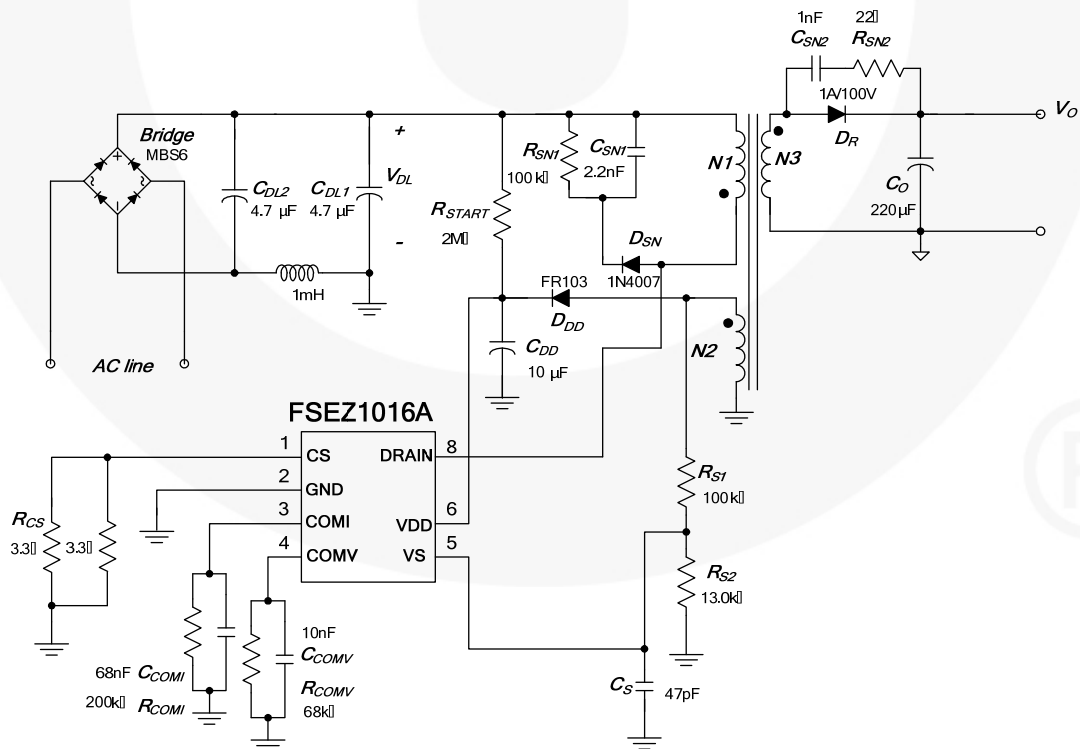 1nF 22▯
CSN2 RSN2
1A/100V
DR
VO
Bridge
MBS6
+
-
~
~
CDL2
4.7 µF
CDL1
4.7 µF
+
VDL
-
1mH
AC line
RSTART
2M▯
RSN1
100k▯
CSN1
2.2nF
DSN
1N4007
N1
N3
CO
220µF
FR103
DDD
N2
CDD
10 µF
FSEZ1016A
1 CS
2 GND
3 COMI
4 COMV
DRAIN 8
VDD 6
VS 5
RCS
3.3▯ 3.3▯
RS1
100k▯
RS2
13.0k▯
68nF CCOMI
200k▯ RCOMI
10nF
CCOMV
RCOMV
68k▯
CS
47pF
R